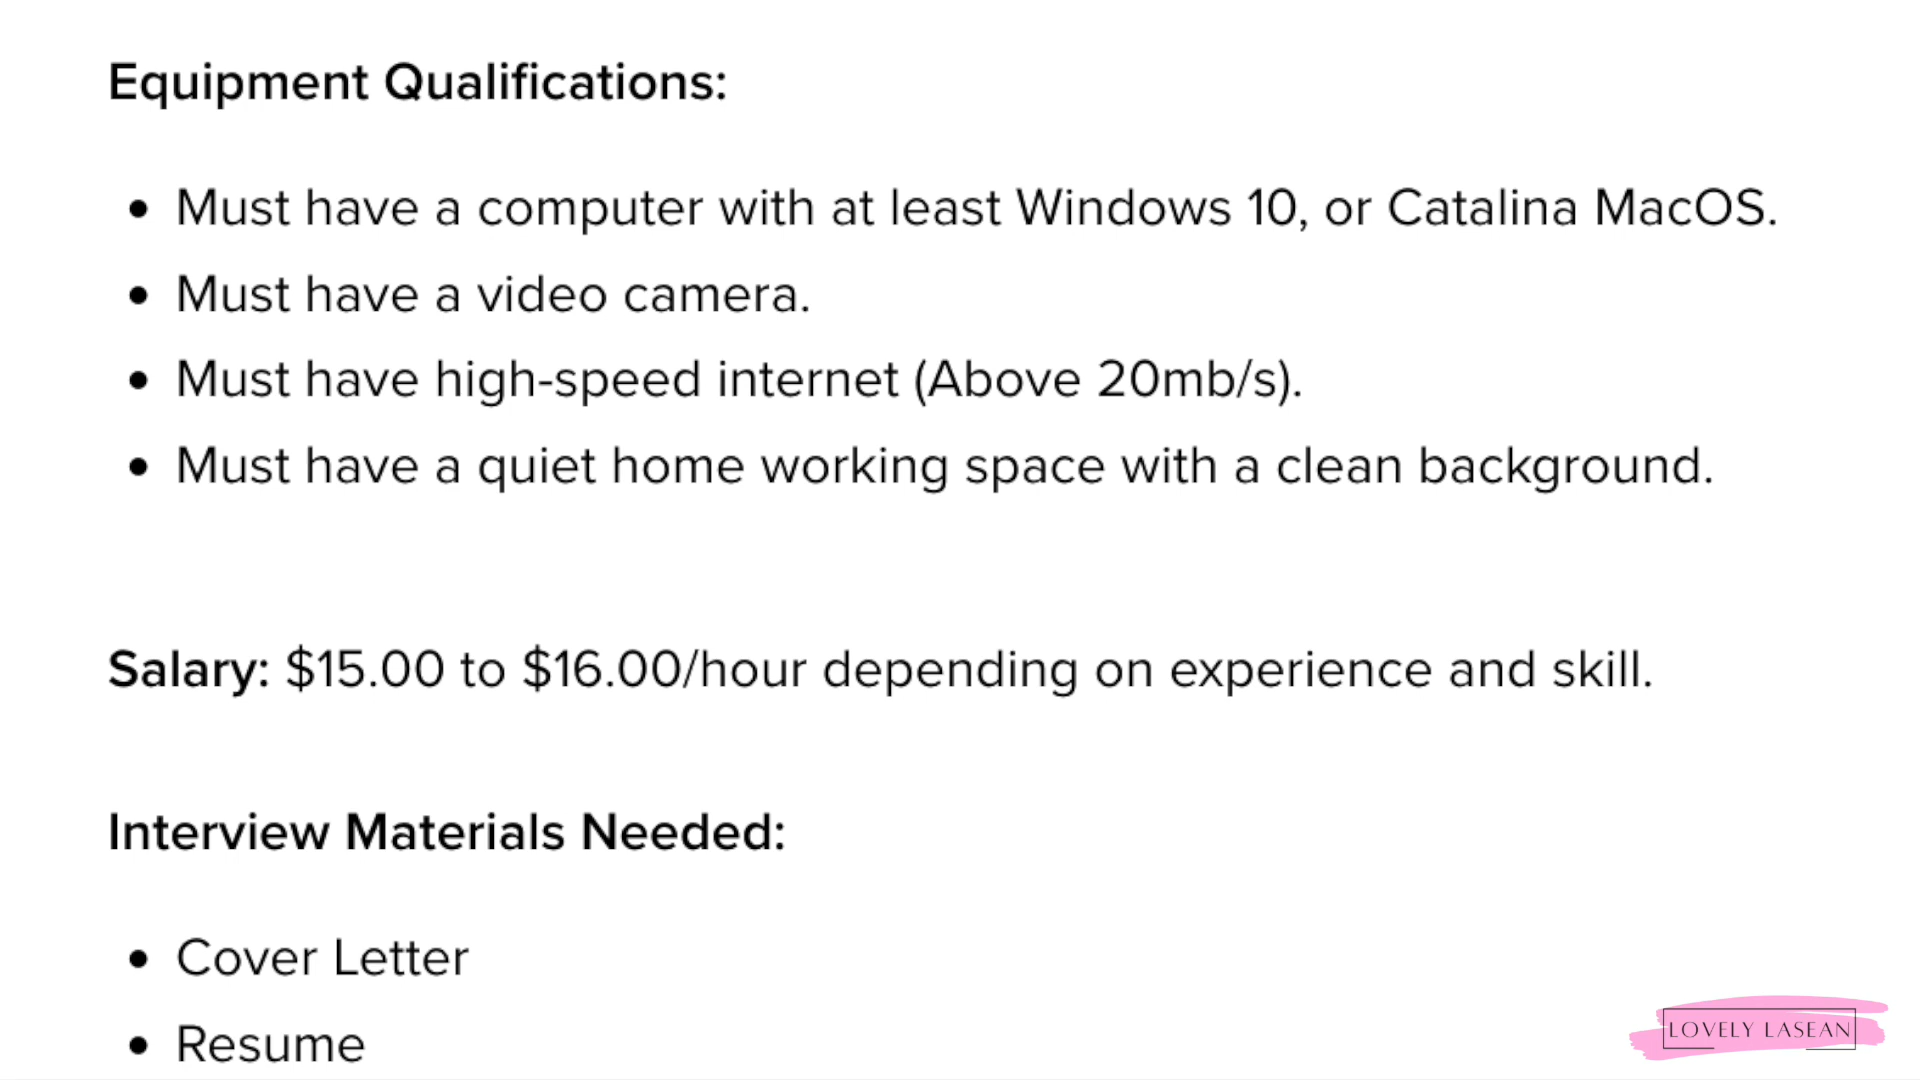 Equipment Qualifications:
• Must have a computer with at least Windows 10, or Catalina MacOS.
• Must have a video camera.
• Must have high-speed internet (Above 20mb/s).
• Must have a quiet home working space with a clean background.
Salary: $15.00 to $16.00/hour depending on experience and skill.
Interview Materials Needed:
• Cover Letter
• Resume
LOVELY LASEAN